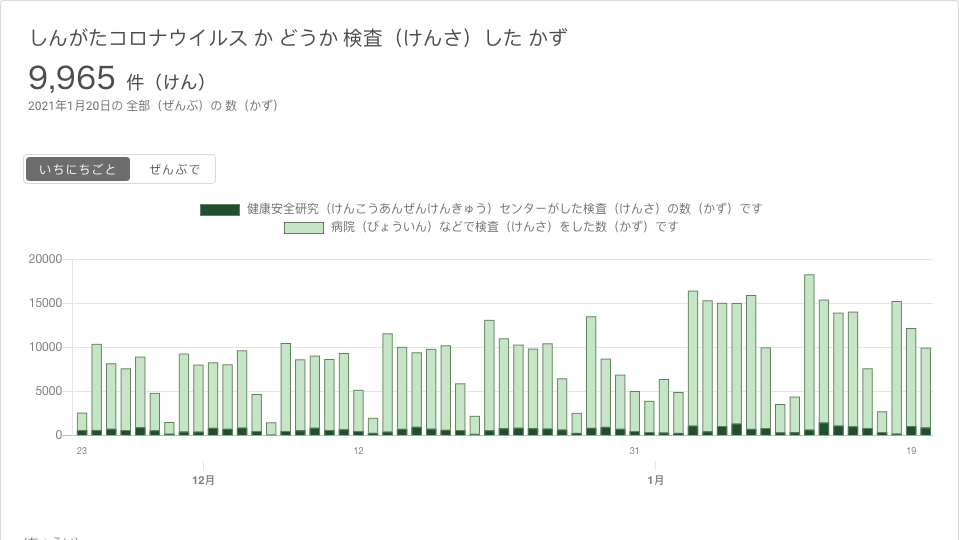 しんがたコロナウイルス か どうか 検査（けんさ）した かず
9,965 件（けん）
2021年1月20日の 全部（ぜんぶ）の 数（かず）
いちにちごと ぜんぶで
健康安全研究（けんこうあんぜんけんきゅう）センターがした検査（けんさ）の数（かず）です
病院（びょういん）などで検査（けんさ）をした数（かず）です
20000
15000
10000
5000
0
23 12 31 19
12月 1月